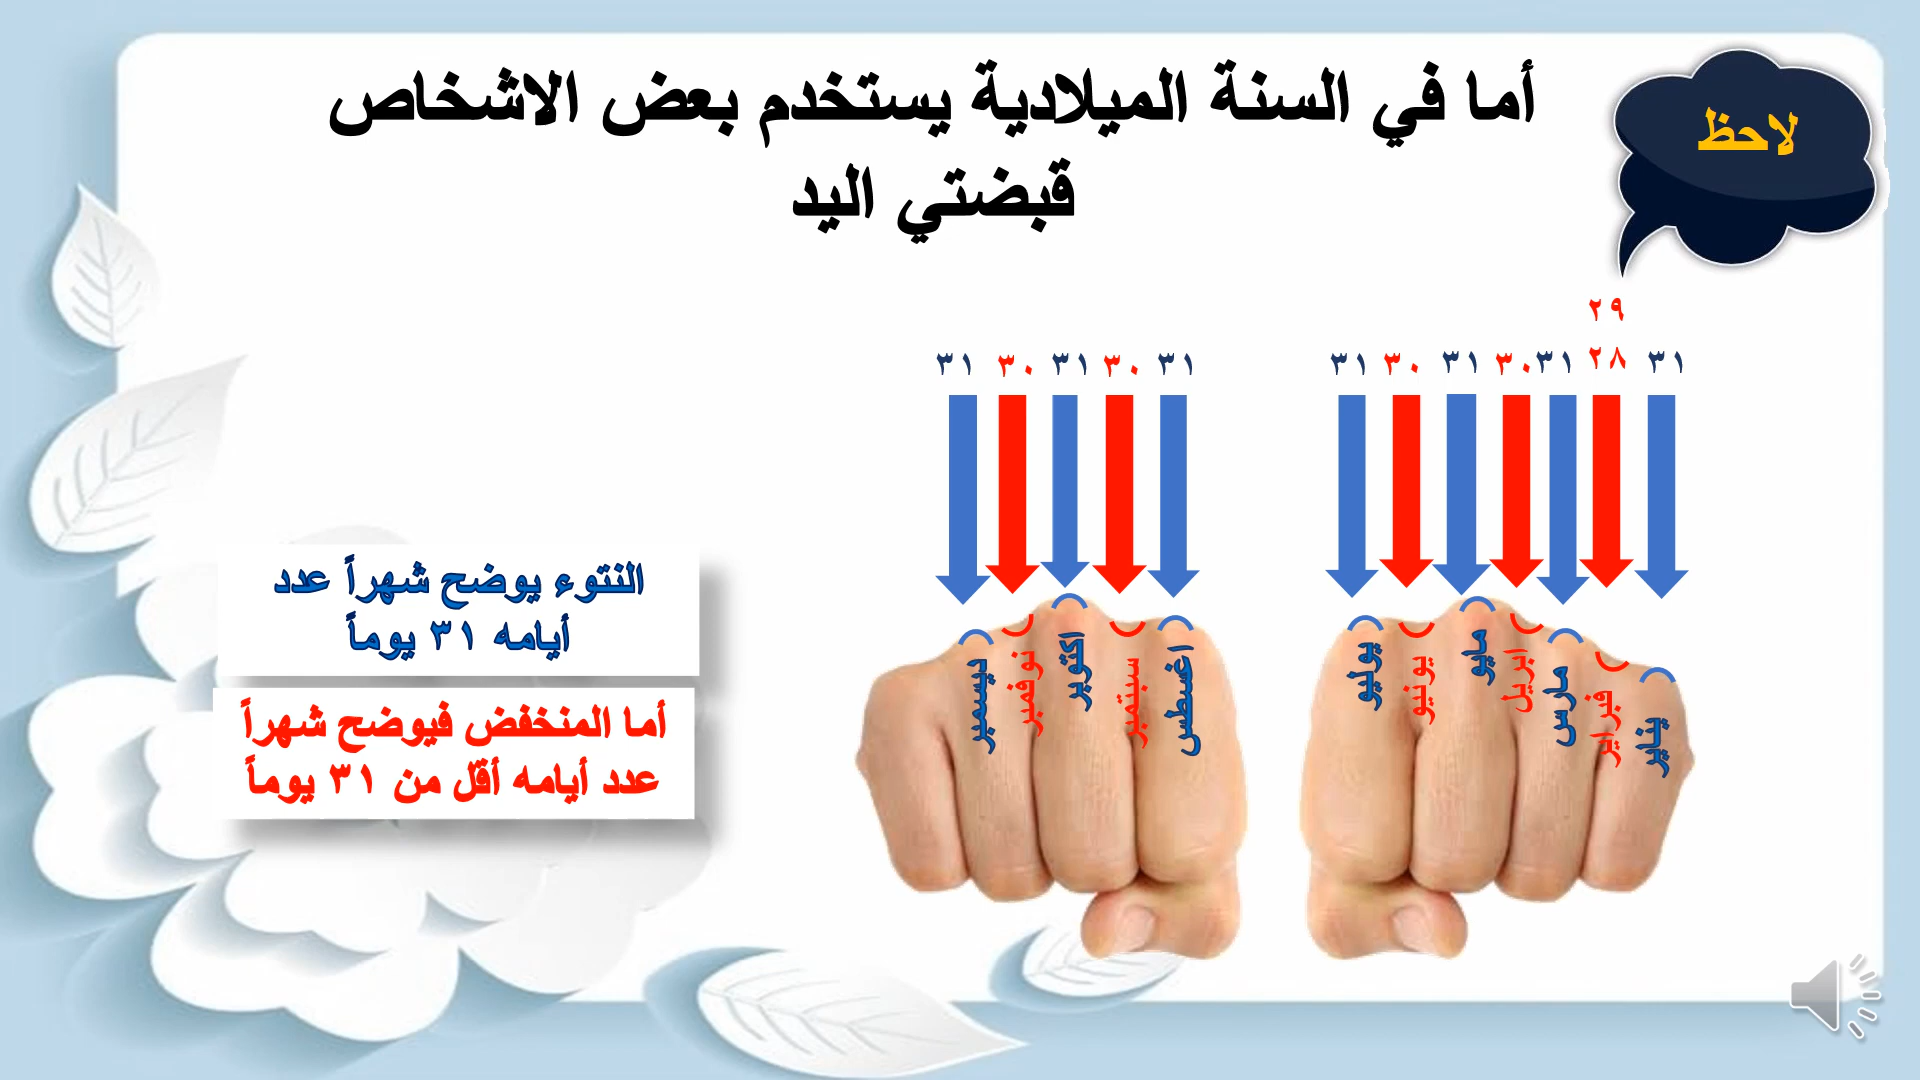 لاحظ
أما في السنة الميلادية يستخدم بعض الاشخاص
قبضتي اليد
٢٩
٣١ ٢٨ ٣١ ٣٠ ٣١ ٣٠ ٣١ ٣١ ٣٠ ٣١ ٣٠ ٣١
يناير فبراير مارس ابريل مايو يونيو يوليو اغسطس سبتمبر اكتوبر نوفمبر ديسمبر
النتوء يوضح شهراً عدد
أيامه ٣١ يوماً
أما المنخفض فيوضح شهراً
عدد أيامه أقل من ٣١ يوماً